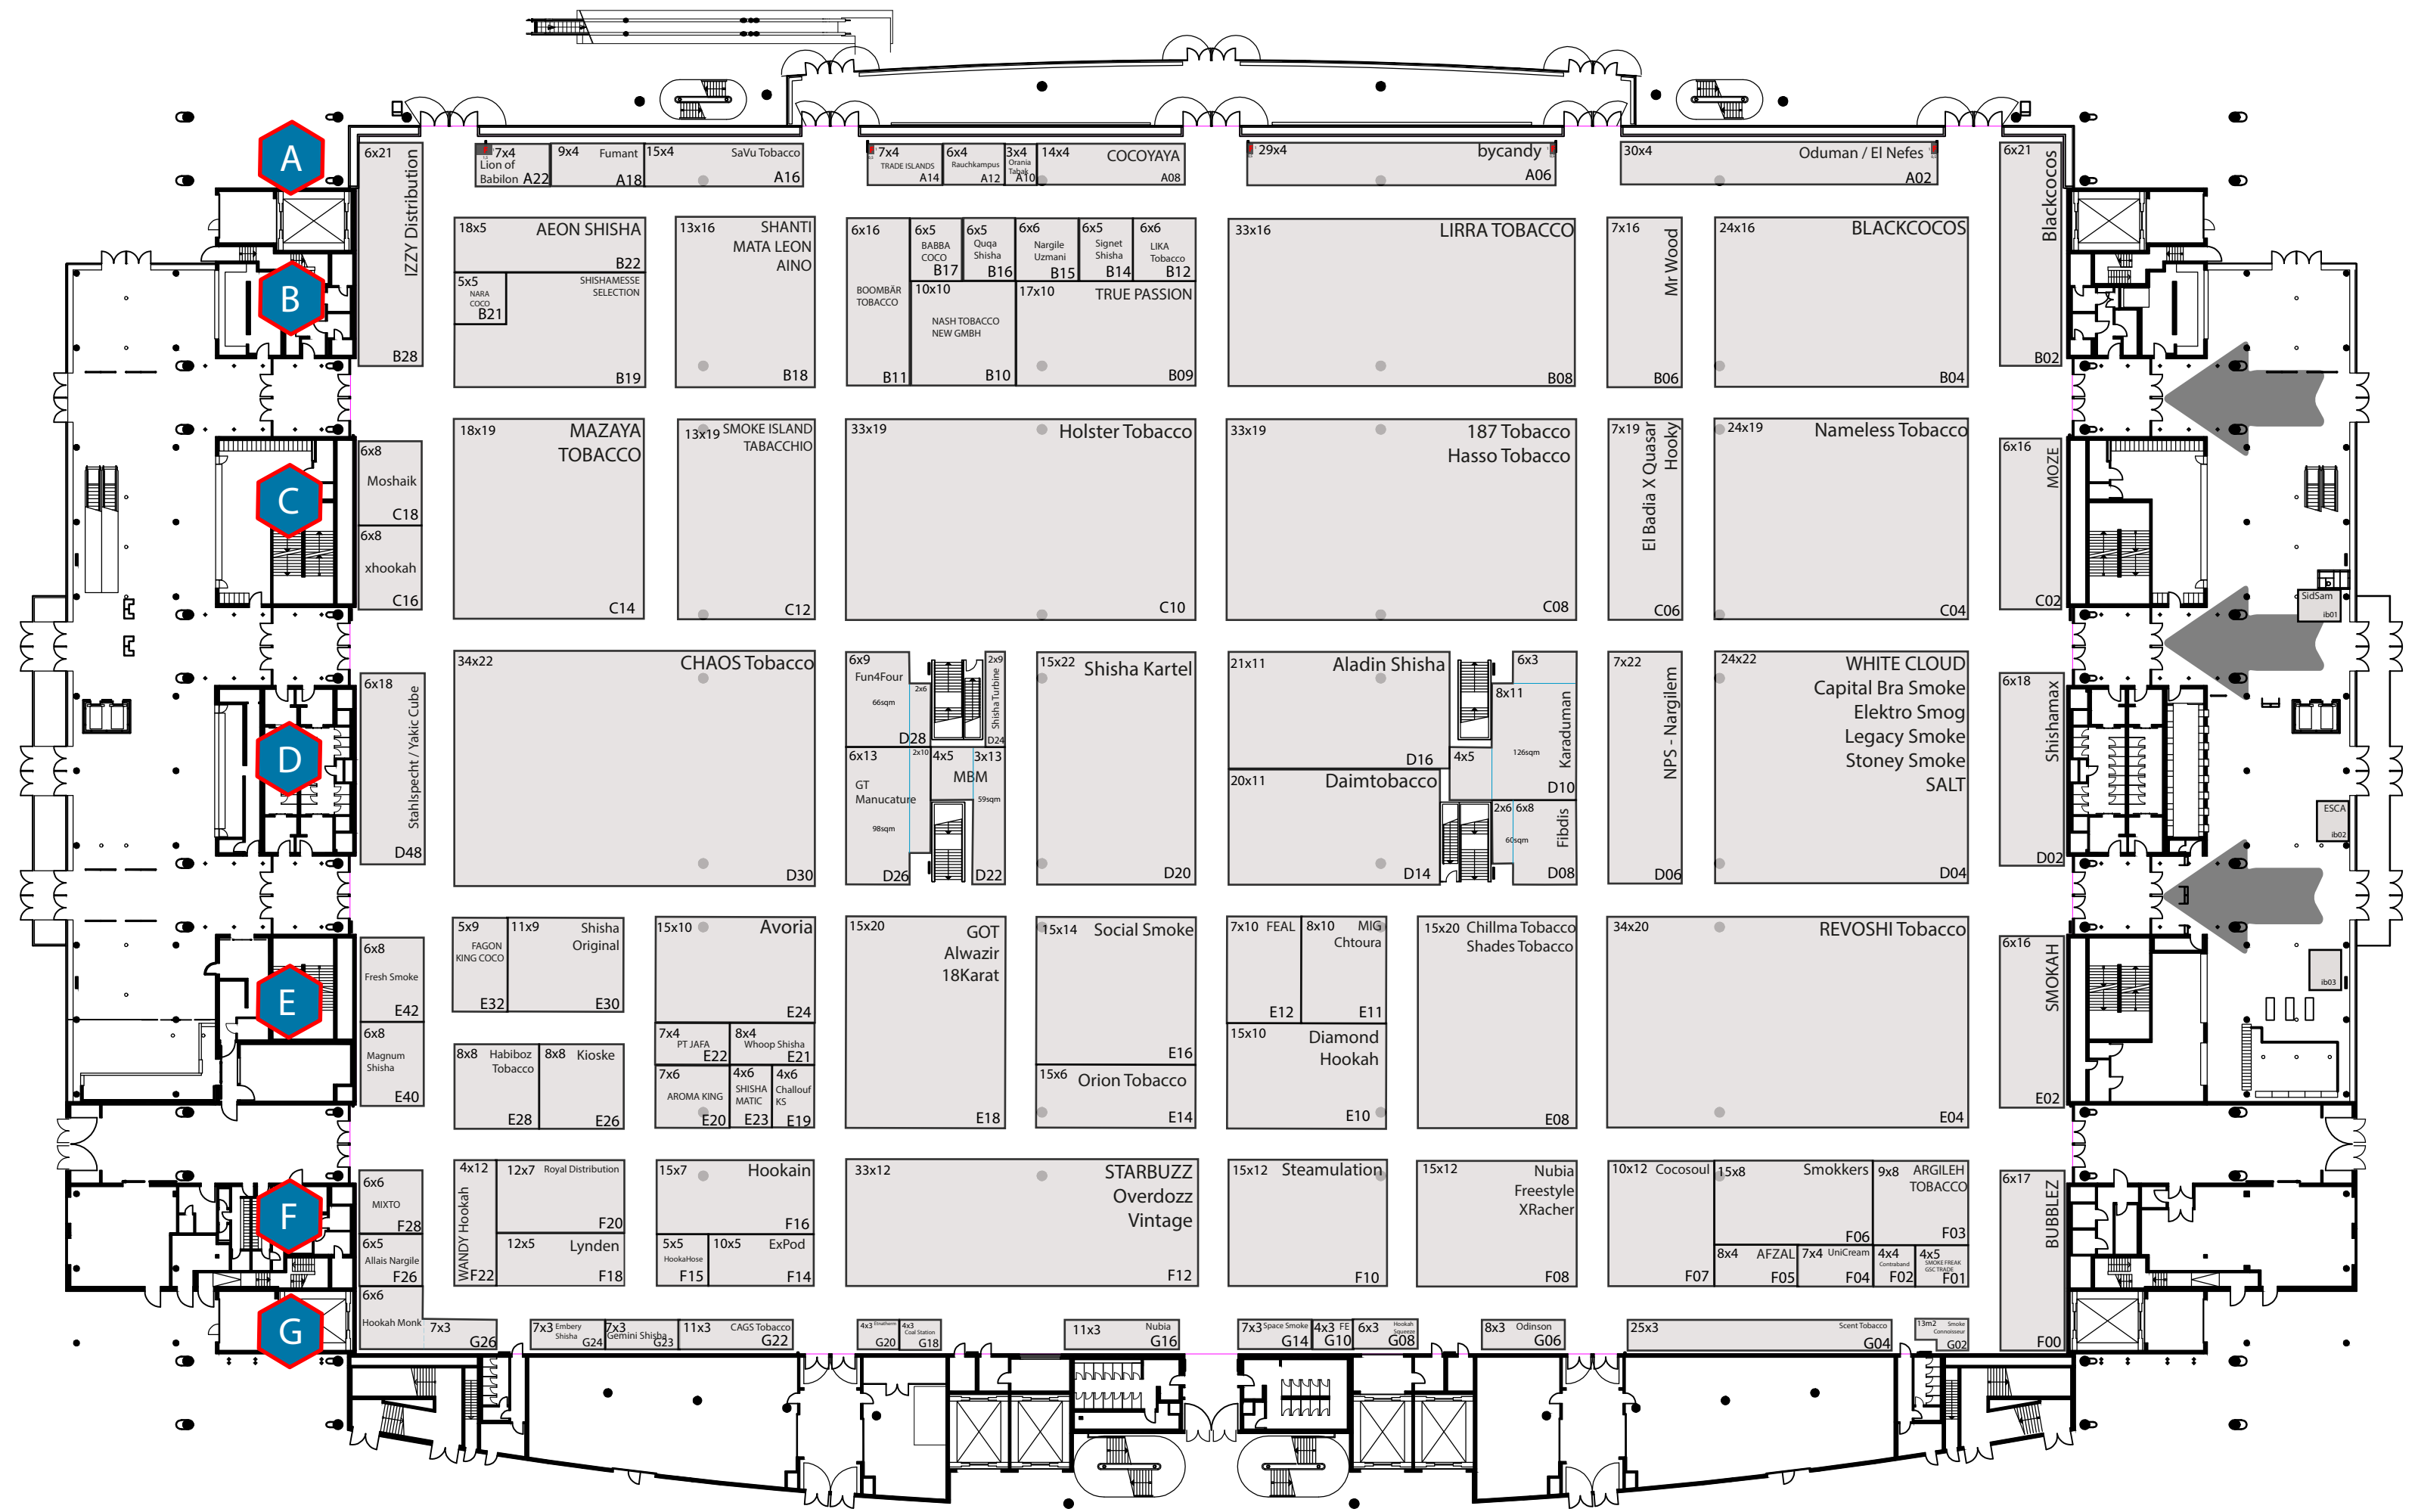 A
6x21
IZZY Distribution
B28
7x4
Lion of
Babilon A22
9x4 Fumant
A18
15x4 SaVu Tobacco
A16
7x4
TRADE ISLANDS
A14
6x4
Rauchkampus
A12
3x4
Orania
Tabak
A10
14x4 COCOYAYA
A08
29x4 bycandy
A06
30x4 Oduman / El Nefes
A02
6x21
Blackcocos
B02
B
18x5 AEON SHISHA
B22
5x5
NARA
COCO
B21
SHISHAMESSE
SELECTION
B19
13x16 SHANTI
MATA LEON
AINO
B18
6x16
BOOMBÄR
TOBACCO
B11
6x5
BABBA
COCO
B17
6x5
Quqa
Shisha
B16
6x6
Nargile
Uzmani
B15
6x5
Signet
Shisha
B14
6x6
LIKA
Tobacco
B12
10x10
NASH TOBACCO
NEW GMBH
B10
17x10 TRUE PASSION
B09
33x16 LIRRA TOBACCO
B08
7x16
Mr Wood
B06
24x16 BLACKCOCOS
B04
C
6x8
Moshaik
C18
6x8
xhookah
C16
18x19 MAZAYA
TOBACCO
C14
13x19 SMOKE ISLAND
TABACCHIO
C12
33x19 Holster Tobacco
C10
33x19 187 Tobacco
Hasso Tobacco
C08
7x19
El Badia X Quasar
Hooky
C06
24x19 Nameless Tobacco
C04
6x16
MOZE
C02
SidSam
ib01
D
6x18
Stahlspecht / Yakic Cube
D48
34x22 CHAOS Tobacco
D30
6x9
Fun4Four
2x6
66sqm
D28
2x9
Shisha Turbine
D24
6x13
2x10
GT
Manucature
98sqm
D26
4x5 3x13
MBM
59sqm
D22
15x22 Shisha Kartel
D20
21x11 Aladin Shisha
D16
20x11 Daimtobacco
D14
6x3
8x11
Karaduman
4x5
126sqm
D10
2x6 6x8
Fibdis
60sqm
D08
7x22
NPS - Nargilem
D06
24x22 WHITE CLOUD
Capital Bra Smoke
Elektro Smog
Legacy Smoke
Stoney Smoke
SALT
D04
6x18
Shishamax
D02
ESCA
ib02
E
6x8
Fresh Smoke
E42
6x8
Magnum
Shisha
E40
5x9
FAGON
KING COCO
E32
11x9 Shisha
Original
E30
8x8 Habiboz
Tobacco
E28
8x8 Kioske
E26
15x10 Avoria
E24
7x4
PT JAFA
E22
8x4
Whoop Shisha
E21
7x6
AROMA KING
E20
4x6
SHISHA
MATIC
E23
4x6
Challouf
KS
E19
15x20 GOT
Alwazir
18Karat
E18
15x14 Social Smoke
E16
15x6 Orion Tobacco
E14
7x10 FEAL
E12
8x10 MIG
Chtoura
E11
15x10 Diamond
Hookah
E10
15x20 Chillma Tobacco
Shades Tobacco
E08
34x20 REVOSHI Tobacco
E04
6x16
SMOKAH
E02
ib03
F
6x6
MIXTO
F28
6x5
Allais Nargile
F26
4x12
WANDY Hookah
F22
12x7 Royal Distribution
F20
12x5 Lynden
F18
15x7 Hookain
F16
5x5
HookaHose
F15
10x5 ExPod
F14
33x12 STARBUZZ
Overdozz
Vintage
F12
15x12 Steamulation
F10
15x12 Nubia
Freestyle
XRacher
F08
10x12 Cocosoul
F07
15x8 Smokkers
F06
9x8 ARGILEH
TOBACCO
F03
8x4 AFZAL
F05
7x4 UniCream
F04
4x4
Contraband
F02
4x5
SMOKE FREAK
GSC TRADE
F01
6x17
BUBBLEZ
F00
G
6x6
Hookah Monk
7x3
G26
7x3 Embery
Shisha
G24
7x3
Gemini Shisha
G23
11x3 CAGS Tobacco
G22
4x3
G20
4x3
Coal Station
G18
11x3 Nubia
G16
7x3 Space Smoke
G14
4x3 FE
G10
6x3 Hookah
Squeeze
G08
8x3 Odinson
G06
25x3 Scent Tobacco
G04
13m2 Smoke
Connoisseur
G02